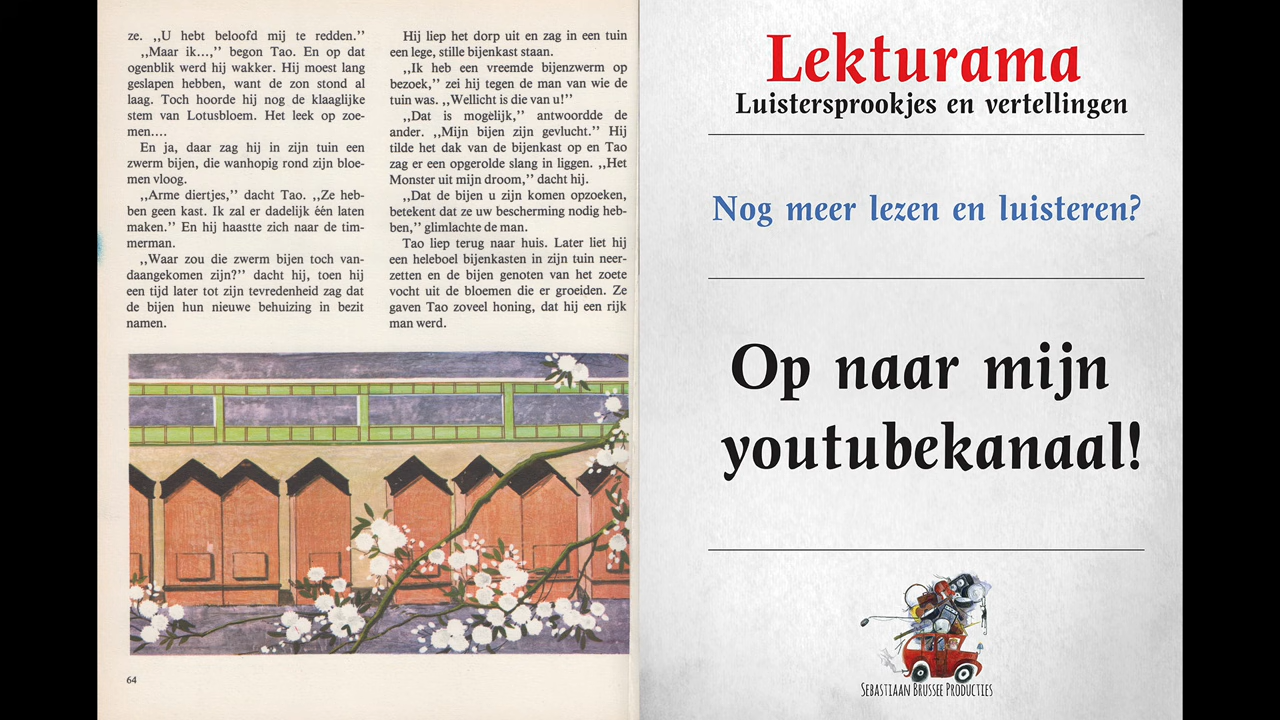 ze. ,,U hebt beloofd mij te redden.’’
,,Maar ik...,’’ begon Tao. En op dat
ogenblik werd hij wakker. Hij moest lang
geslapen hebben, want de zon stond al
laag. Toch hoorde hij nog de klaaglijke
stem van Lotusbloem. Het leek op zoe-
men....
En ja, daar zag hij in zijn tuin een
zwerm bijen, die wanhopig rond zijn bloe-
men vloog.
,,Arme diertjes,’’ dacht Tao. ,,Ze heb-
ben geen kast. Ik zal er dadelijk één laten
maken.’’ En hij haastte zich naar de tim-
merman.
,,Waar zou die zwerm bijen toch van-
daangekomen zijn?’’ dacht hij, toen hij
een tijd later tot zijn tevredenheid zag dat
de bijen hun nieuwe behuizing in bezit
namen.
Hij liep het dorp uit en zag in een tuin
een lege, stille bijenkast staan.
,,Ik heb een vreemde bijenzwerm op
bezoek,’’ zei hij tegen de man van wie de
tuin was. ,,Wellicht is die van u!’’
,,Dat is mogelijk,’’ antwoordde de
ander. ,,Mijn bijen zijn gevlucht.’’ Hij
tilde het dak van de bijenkast op en Tao
zag er een opgerolde slang in liggen. ,,Het
Monster uit mijn droom,’’ dacht hij.
,,Dat de bijen u zijn komen opzoeken,
betekent dat ze uw bescherming nodig heb-
ben,’’ glimlachte de man.
Tao liep terug naar huis. Later liet hij
een heleboel bijenkasten in zijn tuin neer-
zetten en de bijen genoten van het zoete
vocht uit de bloemen die er groeiden. Ze
gaven Tao zoveel honing, dat hij een rijk
man werd.
64
Lekturama
Luistersprookjes en vertellingen
Nog meer lezen en luisteren?
Op naar mijn
youtubekanaal!
Sebastiaan Brussee Producties